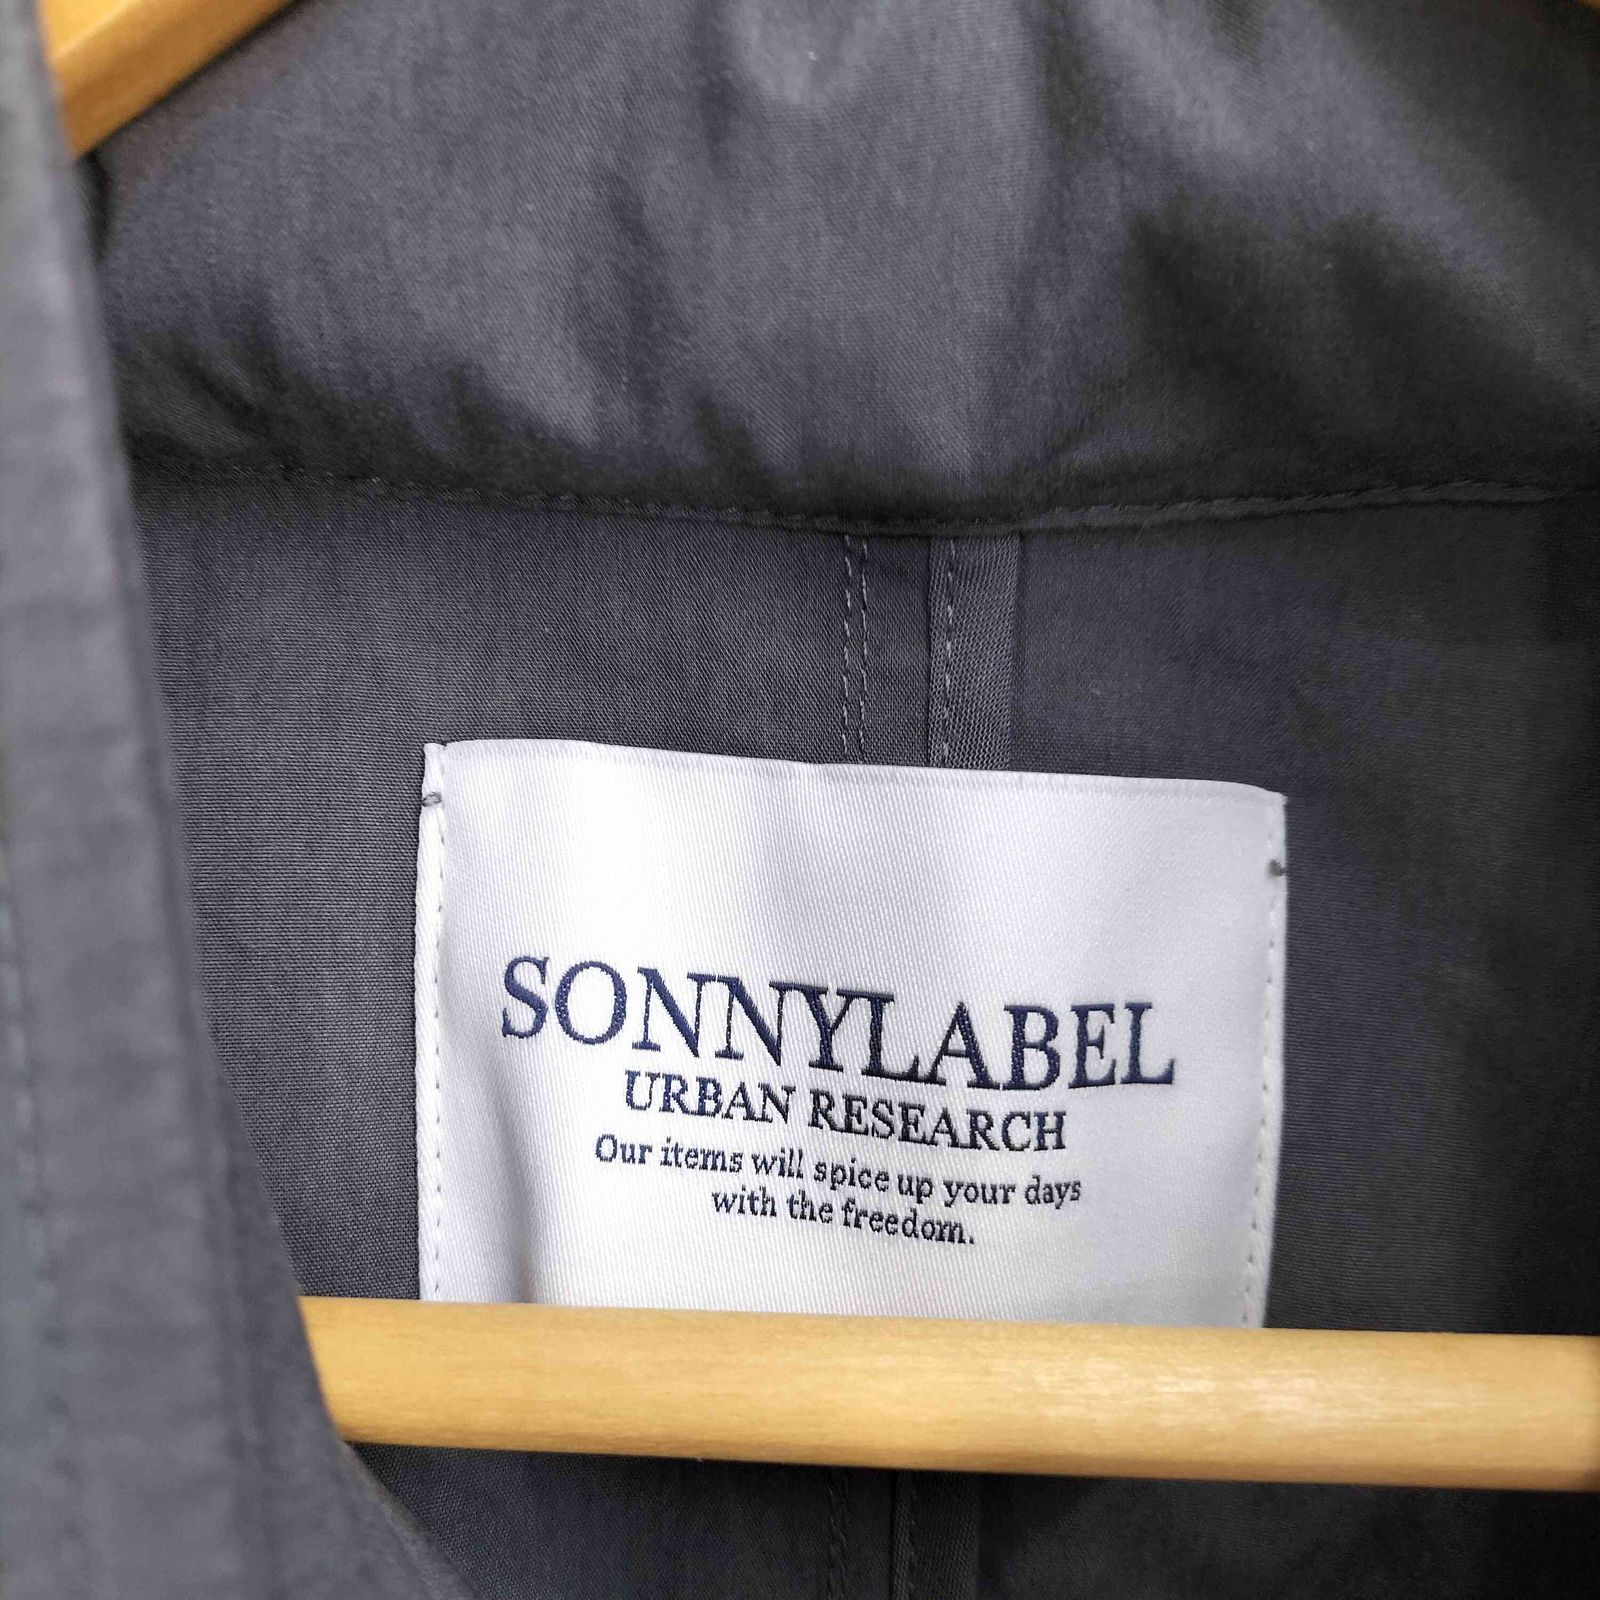 SONNYLABEL
URBAN RESEARCH
Our items will spice up your days
with the freedom.